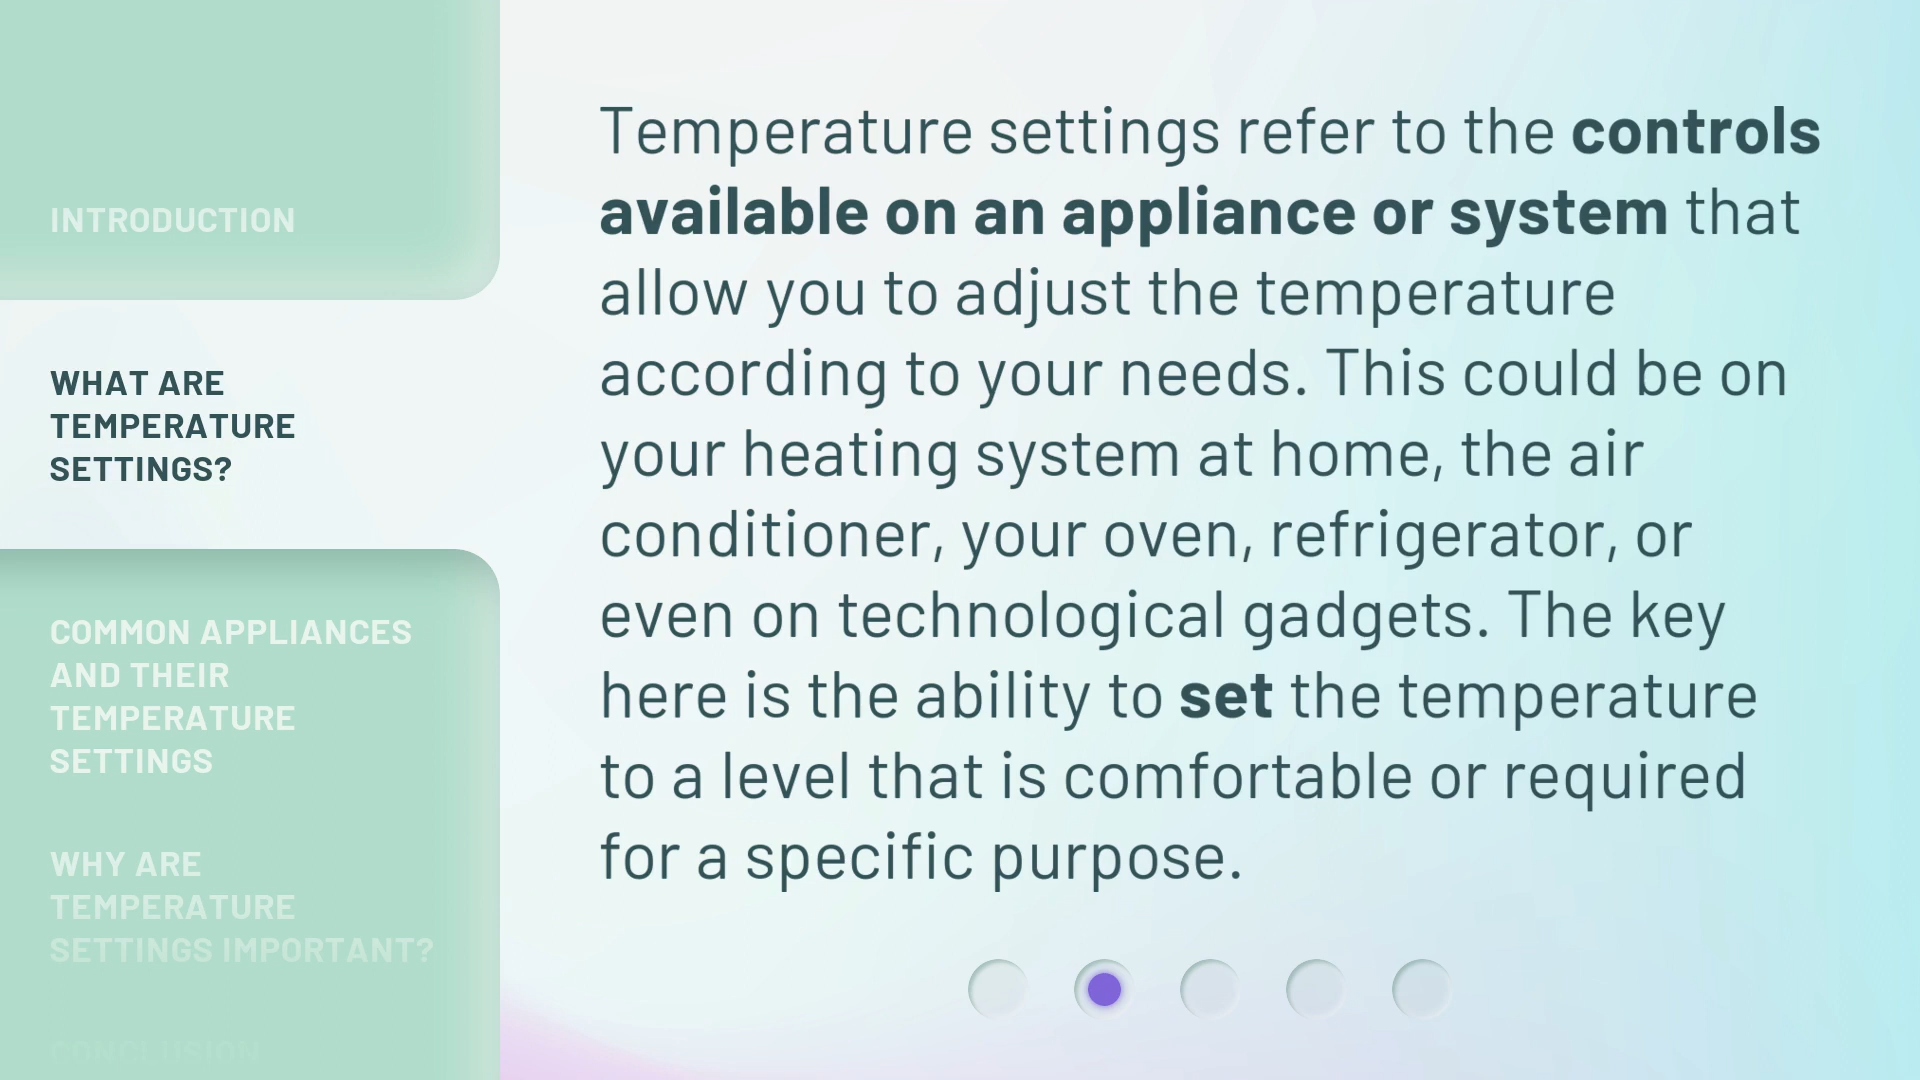 INTRODUCTION
WHAT ARE
TEMPERATURE
SETTINGS?
COMMON APPLIANCES
AND THEIR
TEMPERATURE
SETTINGS
WHY ARE
TEMPERATURE
SETTINGS IMPORTANT?
CONCLUSION
Temperature settings refer to the controls
available on an appliance or system that
allow you to adjust the temperature
according to your needs. This could be on
your heating system at home, the air
conditioner, your oven, refrigerator, or
even on technological gadgets. The key
here is the ability to set the temperature
to a level that is comfortable or required
for a specific purpose.